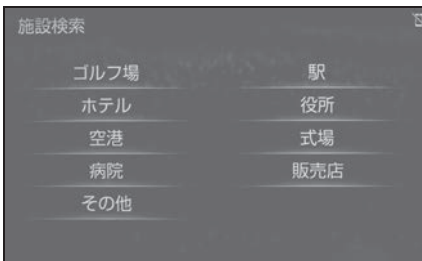 施設検索
ゴルフ場 駅
ホテル 役所
空港 式場
病院 販売店
その他